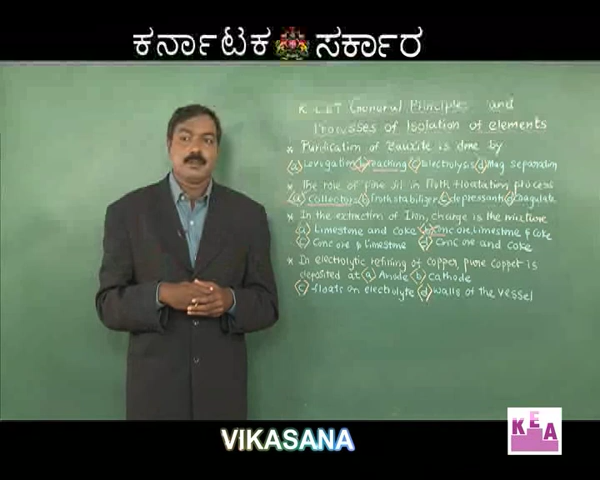 ಕರ್ನಾಟಕ ಸರ್ಕಾರ
K-CET General Principles and
Processes of Isolation of elements
* Purification of Bauxite is done by
(a) Levigation (b) Leaching (c) electrolysis (d) Mag separation
* The role of pine oil in froth floatation process
(a) Collectors (b) Froth stabiliser (c) depressants (d) Coagulate
* In the extraction of Iron, charge is the mixture
(a) Limestone and Coke (b) Conc ore, limestone & coke
(c) Conc ore & limestone (d) Conc ore and Coke
* In electrolytic refining of copper, pure copper is
deposited at (a) Anode (b) Cathode
(c) floats on electrolyte (d) walls of the vessel
VIKASANA
KEA